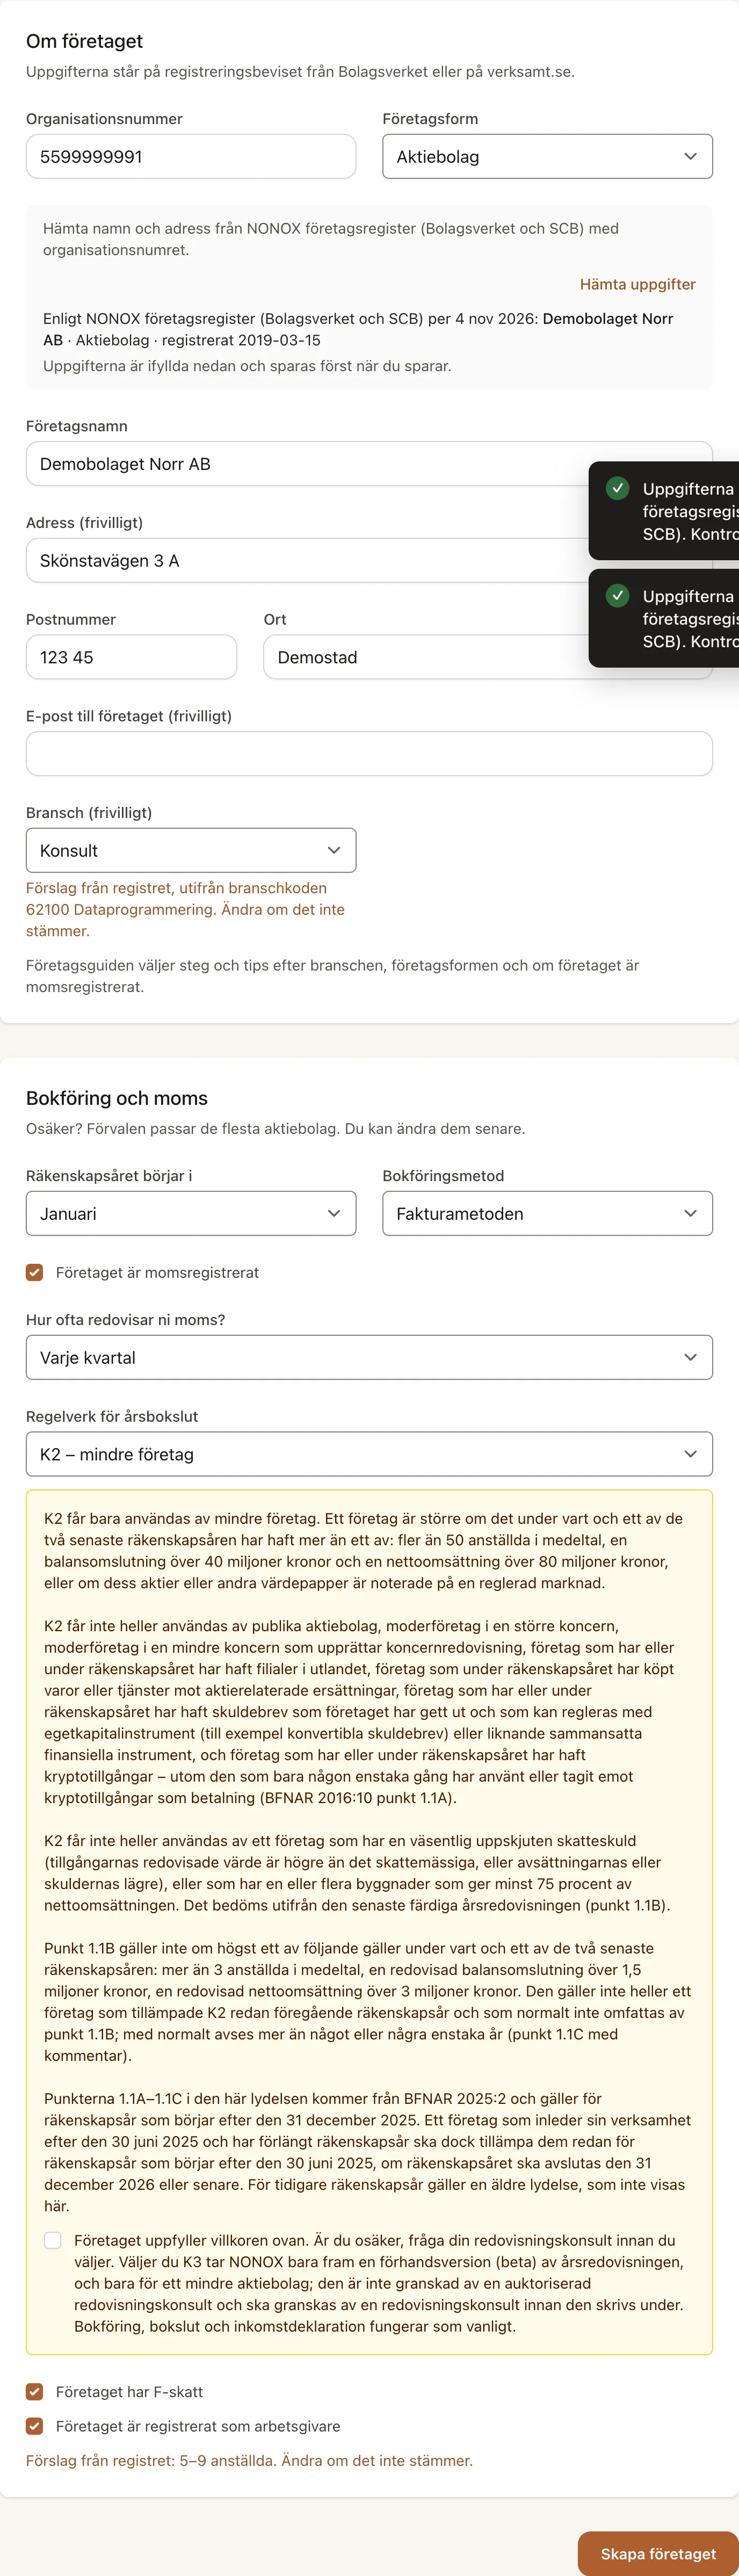 Om företaget
Uppgifterna står på registreringsbeviset från Bolagsverket eller på verksamt.se.
Organisationsnummer
Företagsform
5599999991
Aktiebolag
Hämta namn och adress från NONOX företagsregister (Bolagsverket och SCB) med
organisationsnumret.
Hämta uppgifter
Enligt NONOX företagsregister (Bolagsverket och SCB) per 4 nov 2026: Demobolaget Norr
AB · Aktiebolag · registrerat 2019-03-15
Uppgifterna är ifyllda nedan och sparas först när du sparar.
Företagsnamn
Demobolaget Norr AB
Uppgifterna
företagsregis
SCB). Kontro
Adress (frivilligt)
Skönstavägen 3 A
Uppgifterna
företagsregis
SCB). Kontro
Postnummer
Ort
123 45
Demostad
E-post till företaget (frivilligt)
Bransch (frivilligt)
Konsult
Förslag från registret, utifrån branschkoden
62100 Dataprogrammering. Ändra om det inte
stämmer.
Företagsguiden väljer steg och tips efter branschen, företagsformen och om företaget är
momsregistrerat.
Bokföring och moms
Osäker? Förvalen passar de flesta aktiebolag. Du kan ändra dem senare.
Räkenskapsåret börjar i
Bokföringsmetod
Januari
Fakturametoden
Företaget är momsregistrerat
Hur ofta redovisar ni moms?
Varje kvartal
Regelverk för årsbokslut
K2 – mindre företag
K2 får bara användas av mindre företag. Ett företag är större om det under vart och ett av de
två senaste räkenskapsåren har haft mer än ett av: fler än 50 anställda i medeltal, en
balansomslutning över 40 miljoner kronor och en nettoomsättning över 80 miljoner kronor,
eller om dess aktier eller andra värdepapper är noterade på en reglerad marknad.
K2 får inte heller användas av publika aktiebolag, moderföretag i en större koncern,
moderföretag i en mindre koncern som upprättar koncernredovisning, företag som har eller
under räkenskapsåret har haft filialer i utlandet, företag som under räkenskapsåret har köpt
varor eller tjänster mot aktierelaterade ersättningar, företag som har eller under
räkenskapsåret har haft skuldebrev som företaget har gett ut och som kan regleras med
egetkapitalinstrument (till exempel konvertibla skuldebrev) eller liknande sammansatta
finansiella instrument, och företag som har eller under räkenskapsåret har haft
kryptotillgångar – utom den som bara någon enstaka gång har använt eller tagit emot
kryptotillgångar som betalning (BFNAR 2016:10 punkt 1.1A).
K2 får inte heller användas av ett företag som har en väsentlig uppskjuten skatteskuld
(tillgångarnas redovisade värde är högre än det skattemässiga, eller avsättningarnas eller
skuldernas lägre), eller som har en eller flera byggnader som ger minst 75 procent av
nettoomsättningen. Det bedöms utifrån den senaste färdiga årsredovisningen (punkt 1.1B).
Punkt 1.1B gäller inte om högst ett av följande gäller under vart och ett av de två senaste
räkenskapsåren: mer än 3 anställda i medeltal, en redovisad balansomslutning över 1,5
miljoner kronor, en redovisad nettoomsättning över 3 miljoner kronor. Den gäller inte heller ett
företag som tillämpade K2 redan föregående räkenskapsår och som normalt inte omfattas av
punkt 1.1B; med normalt avses mer än något eller några enstaka år (punkt 1.1C med
kommentar).
Punkterna 1.1A–1.1C i den här lydelsen kommer från BFNAR 2025:2 och gäller för
räkenskapsår som börjar efter den 31 december 2025. Ett företag som inleder sin verksamhet
efter den 30 juni 2025 och har förlängt räkenskapsår ska dock tillämpa dem redan för
räkenskapsår som börjar efter den 30 juni 2025, om räkenskapsåret ska avslutas den 31
december 2026 eller senare. För tidigare räkenskapsår gäller en äldre lydelse, som inte visas
här.
Företaget uppfyller villkoren ovan. Är du osäker, fråga din redovisningskonsult innan du
väljer. Väljer du K3 tar NONOX bara fram en förhandsversion (beta) av årsredovisningen,
och bara för ett mindre aktiebolag; den är inte granskad av en auktoriserad
redovisningskonsult och ska granskas av en redovisningskonsult innan den skrivs under.
Bokföring, bokslut och inkomstdeklaration fungerar som vanligt.
Företaget har F-skatt
Företaget är registrerat som arbetsgivare
Förslag från registret: 5–9 anställda. Ändra om det inte stämmer.
Skapa företaget